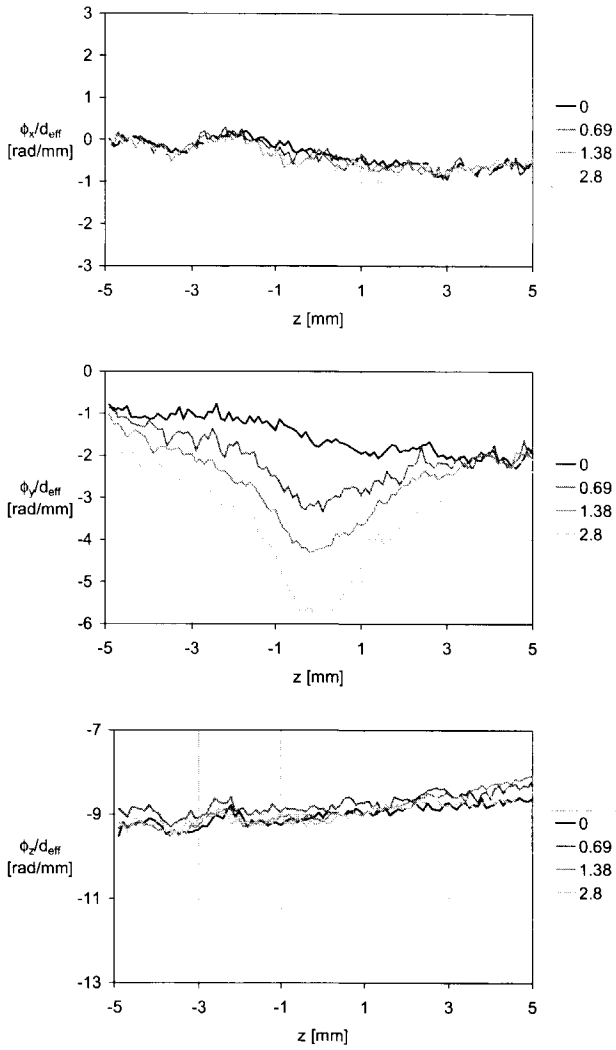 3
2
1
0
-1
-2
-3
ϕx/deff
[rad/mm]
-5 -3 -1 1 3 5
z [mm]
0
0.69
1.38
2.8
0
-1
-2
-3
-4
-5
-6
ϕy/deff
[rad/mm]
-5 -3 -1 1 3 5
z [mm]
0
0.69
1.38
2.8
-7
-9
-11
-13
ϕz/deff
[rad/mm]
-5 -3 -1 1 3 5
z [mm]
0
0.69
1.38
2.8